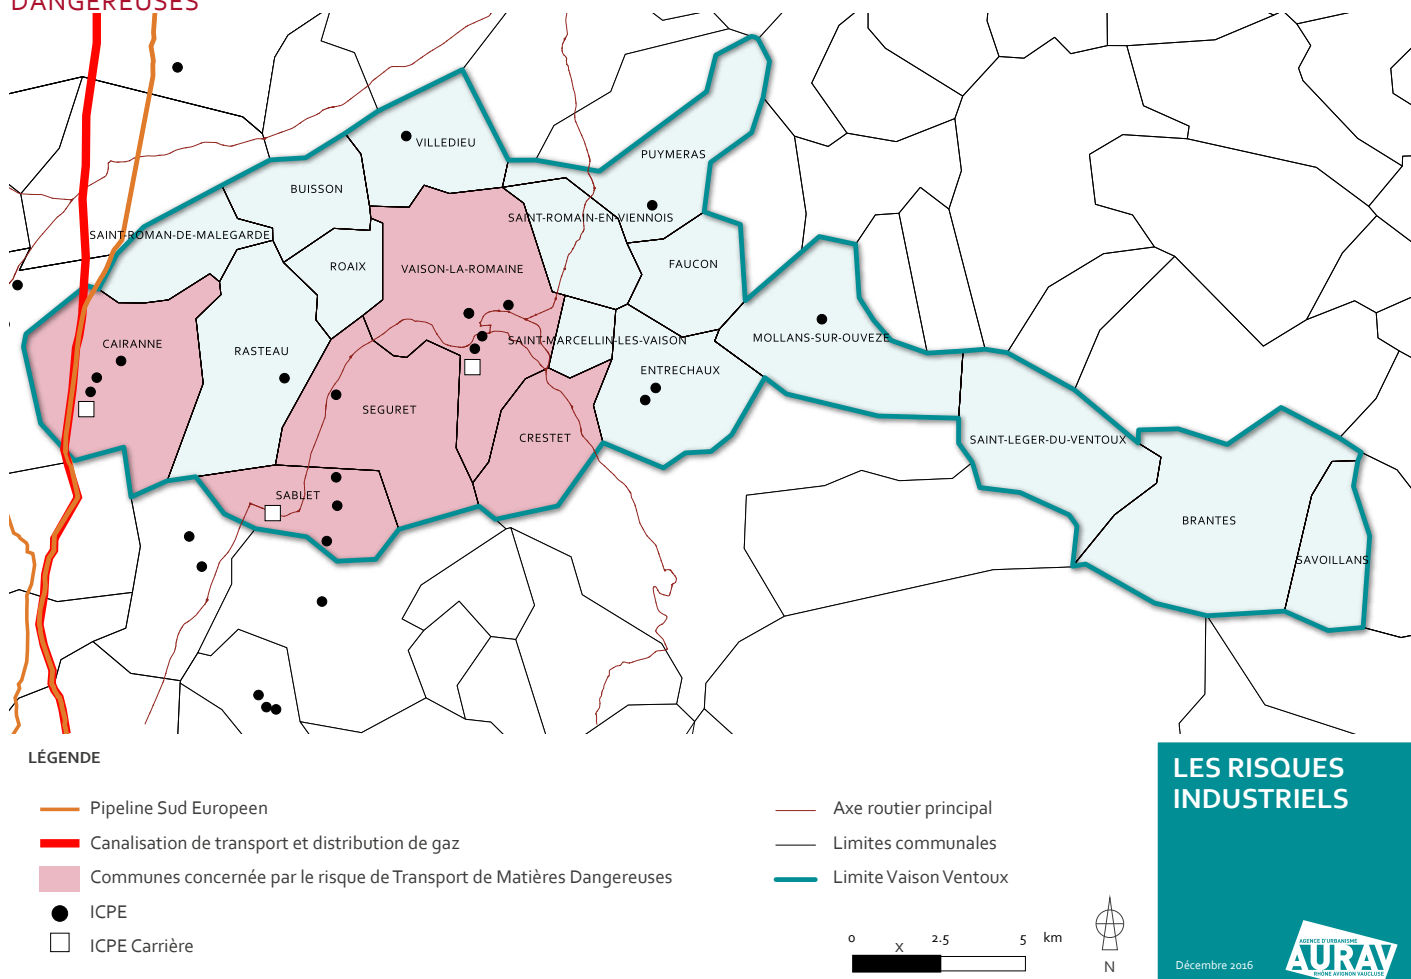 DANGEREUSES
VILLEDIEU
PUYMERAS
BUISSON
SAINT-ROMAIN-EN-VIENNOIS
SAINT-ROMAN-DE-MALEGARDE
ROAIX
VAISON-LA-ROMAINE
FAUCON
CAIRANNE
RASTEAU
SAINT-MARCELLIN-LES-VAISON
MOLLANS-SUR-OUVEZE
ENTRECHAUX
SEGURET
CRESTET
SAINT-LEGER-DU-VENTOUX
SABLET
BRANTES
SAVOILLANS
LÉGENDE
Pipeline Sud Europeen
Canalisation de transport et distribution de gaz
Communes concernée par le risque de Transport de Matières Dangereuses
ICPE
ICPE Carrière
Axe routier principal
Limites communales
Limite Vaison Ventoux
0 2.5 5 km
X
N
LES RISQUES
INDUSTRIELS
Décembre 2016
AGENCE D'URBANISME
AURAV
RHÔNE AVIGNON VAUCLUSE